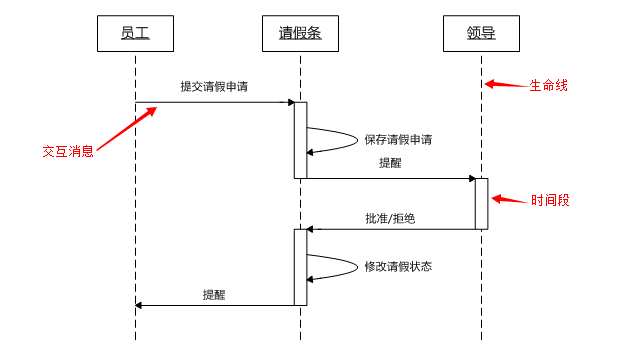 员工
请假条
领导
提交请假申请
生命线
交互消息
保存请假申请
提醒
时间段
批准/拒绝
修改请假状态
提醒